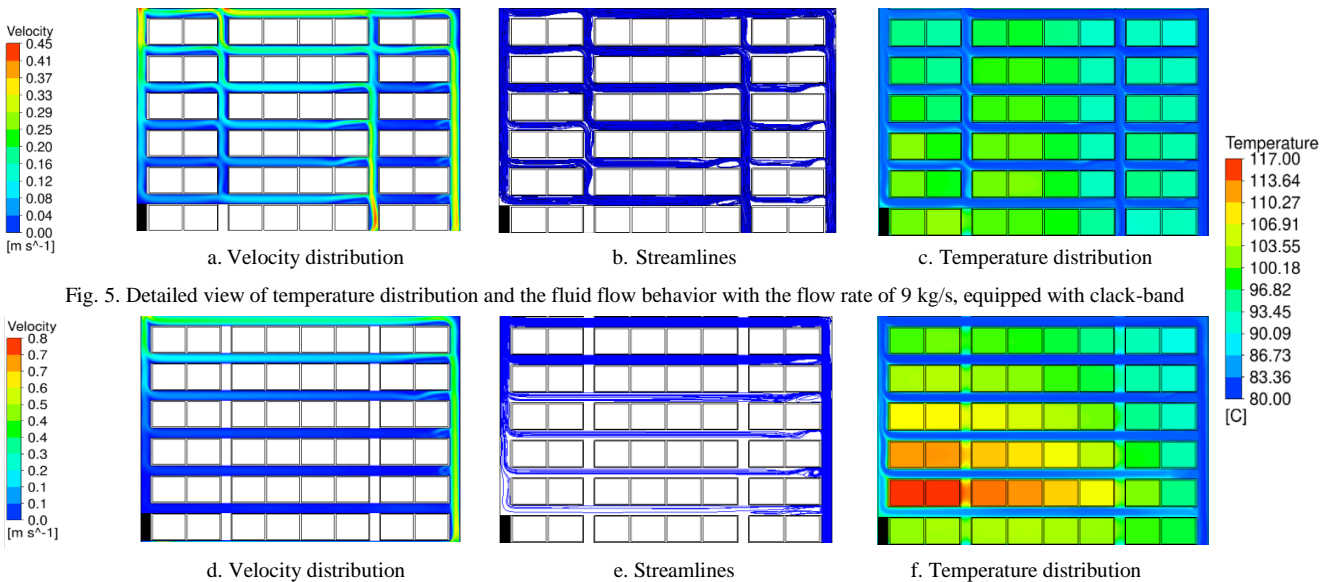 Velocity
0.45
0.41
0.37
0.33
0.29
0.25
0.20
0.16
0.12
0.08
0.04
0.00
[m s^-1]
a. Velocity distribution
b. Streamlines
c. Temperature distribution
Fig. 5. Detailed view of temperature distribution and the fluid flow behavior with the flow rate of 9 kg/s, equipped with clack-band
Temperature
117.00
113.64
110.27
106.91
103.55
100.18
96.82
93.45
90.09
86.73
83.36
80.00
[C]
Velocity
0.8
0.7
0.7
0.6
0.5
0.5
0.4
0.3
0.2
0.2
0.1
0.0
[m s^-1]
d. Velocity distribution
e. Streamlines
f. Temperature distribution